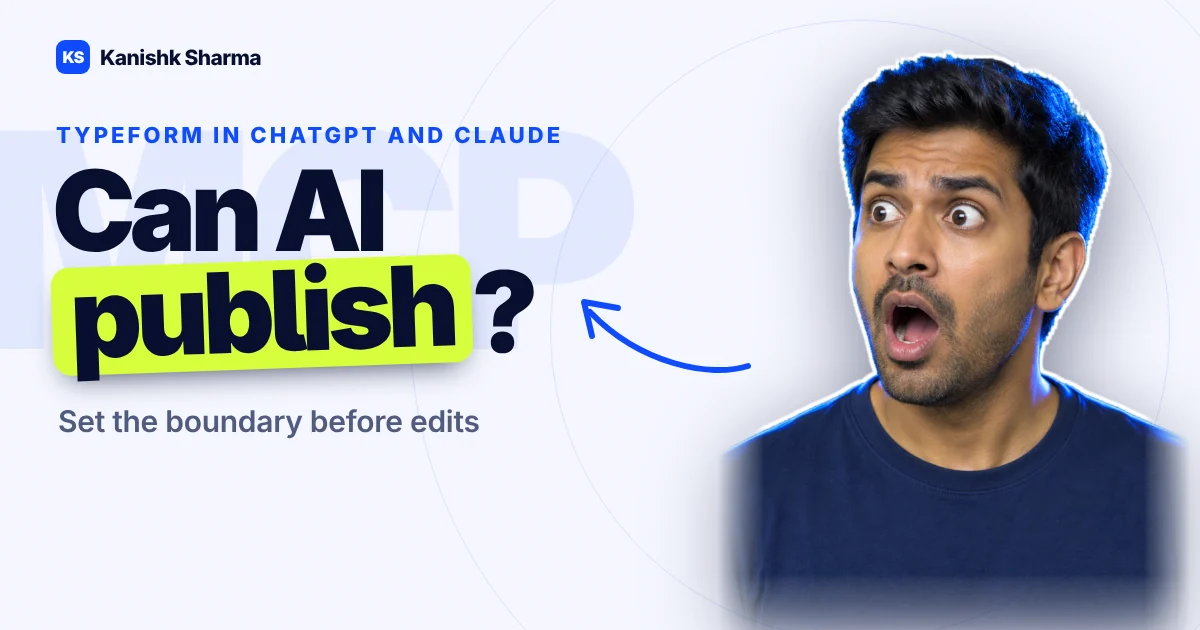 KS Kanishk Sharma
TYPEFORM IN CHATGPT AND CLAUDE
MCP
Can AI
publish?
Set the boundary before edits